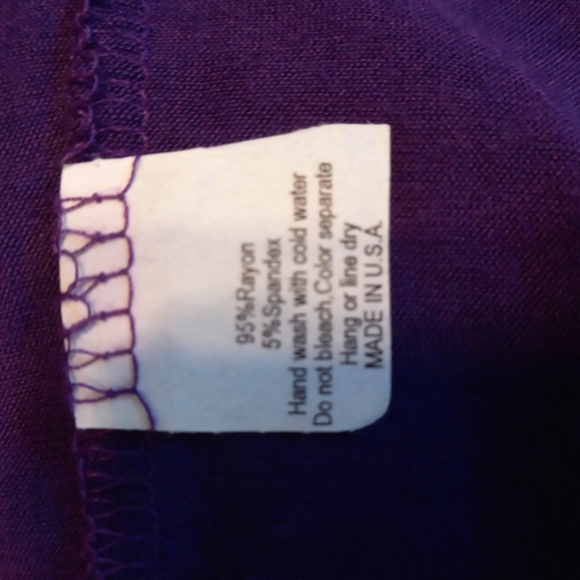 95%Rayon
5%Spandex
Hand wash with cold water
Do not bleach,Color separate
Hang or line dry
MADE IN U.S.A.